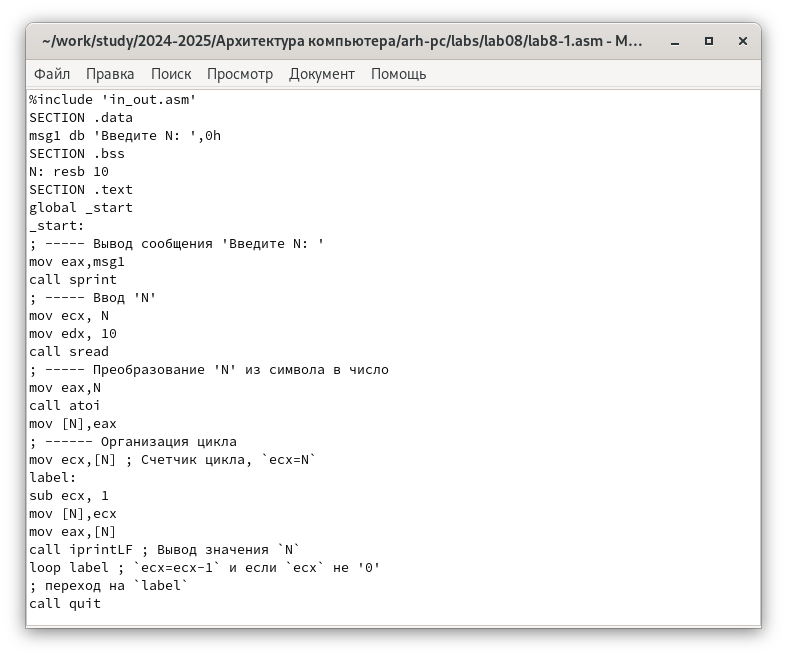 ~/work/study/2024-2025/Архитектура компьютера/arh-pc/labs/lab08/lab8-1.asm - M...
Файл Правка Поиск Просмотр Документ Помощь
%include 'in_out.asm'
SECTION .data
msg1 db 'Введите N: ',0h
SECTION .bss
N: resb 10
SECTION .text
global _start
_start:
; ----- Вывод сообщения 'Введите N: '
mov eax,msg1
call sprint
; ----- Ввод 'N'
mov ecx, N
mov edx, 10
call sread
; ----- Преобразование 'N' из символа в число
mov eax,N
call atoi
mov [N],eax
; ------ Организация цикла
mov ecx,[N] ; Счетчик цикла, `ecx=N`
label:
sub ecx, 1
mov [N],ecx
mov eax,[N]
call iprintLF ; Вывод значения `N`
loop label ; `ecx=ecx-1` и если `ecx` не '0'
; переход на `label`
call quit